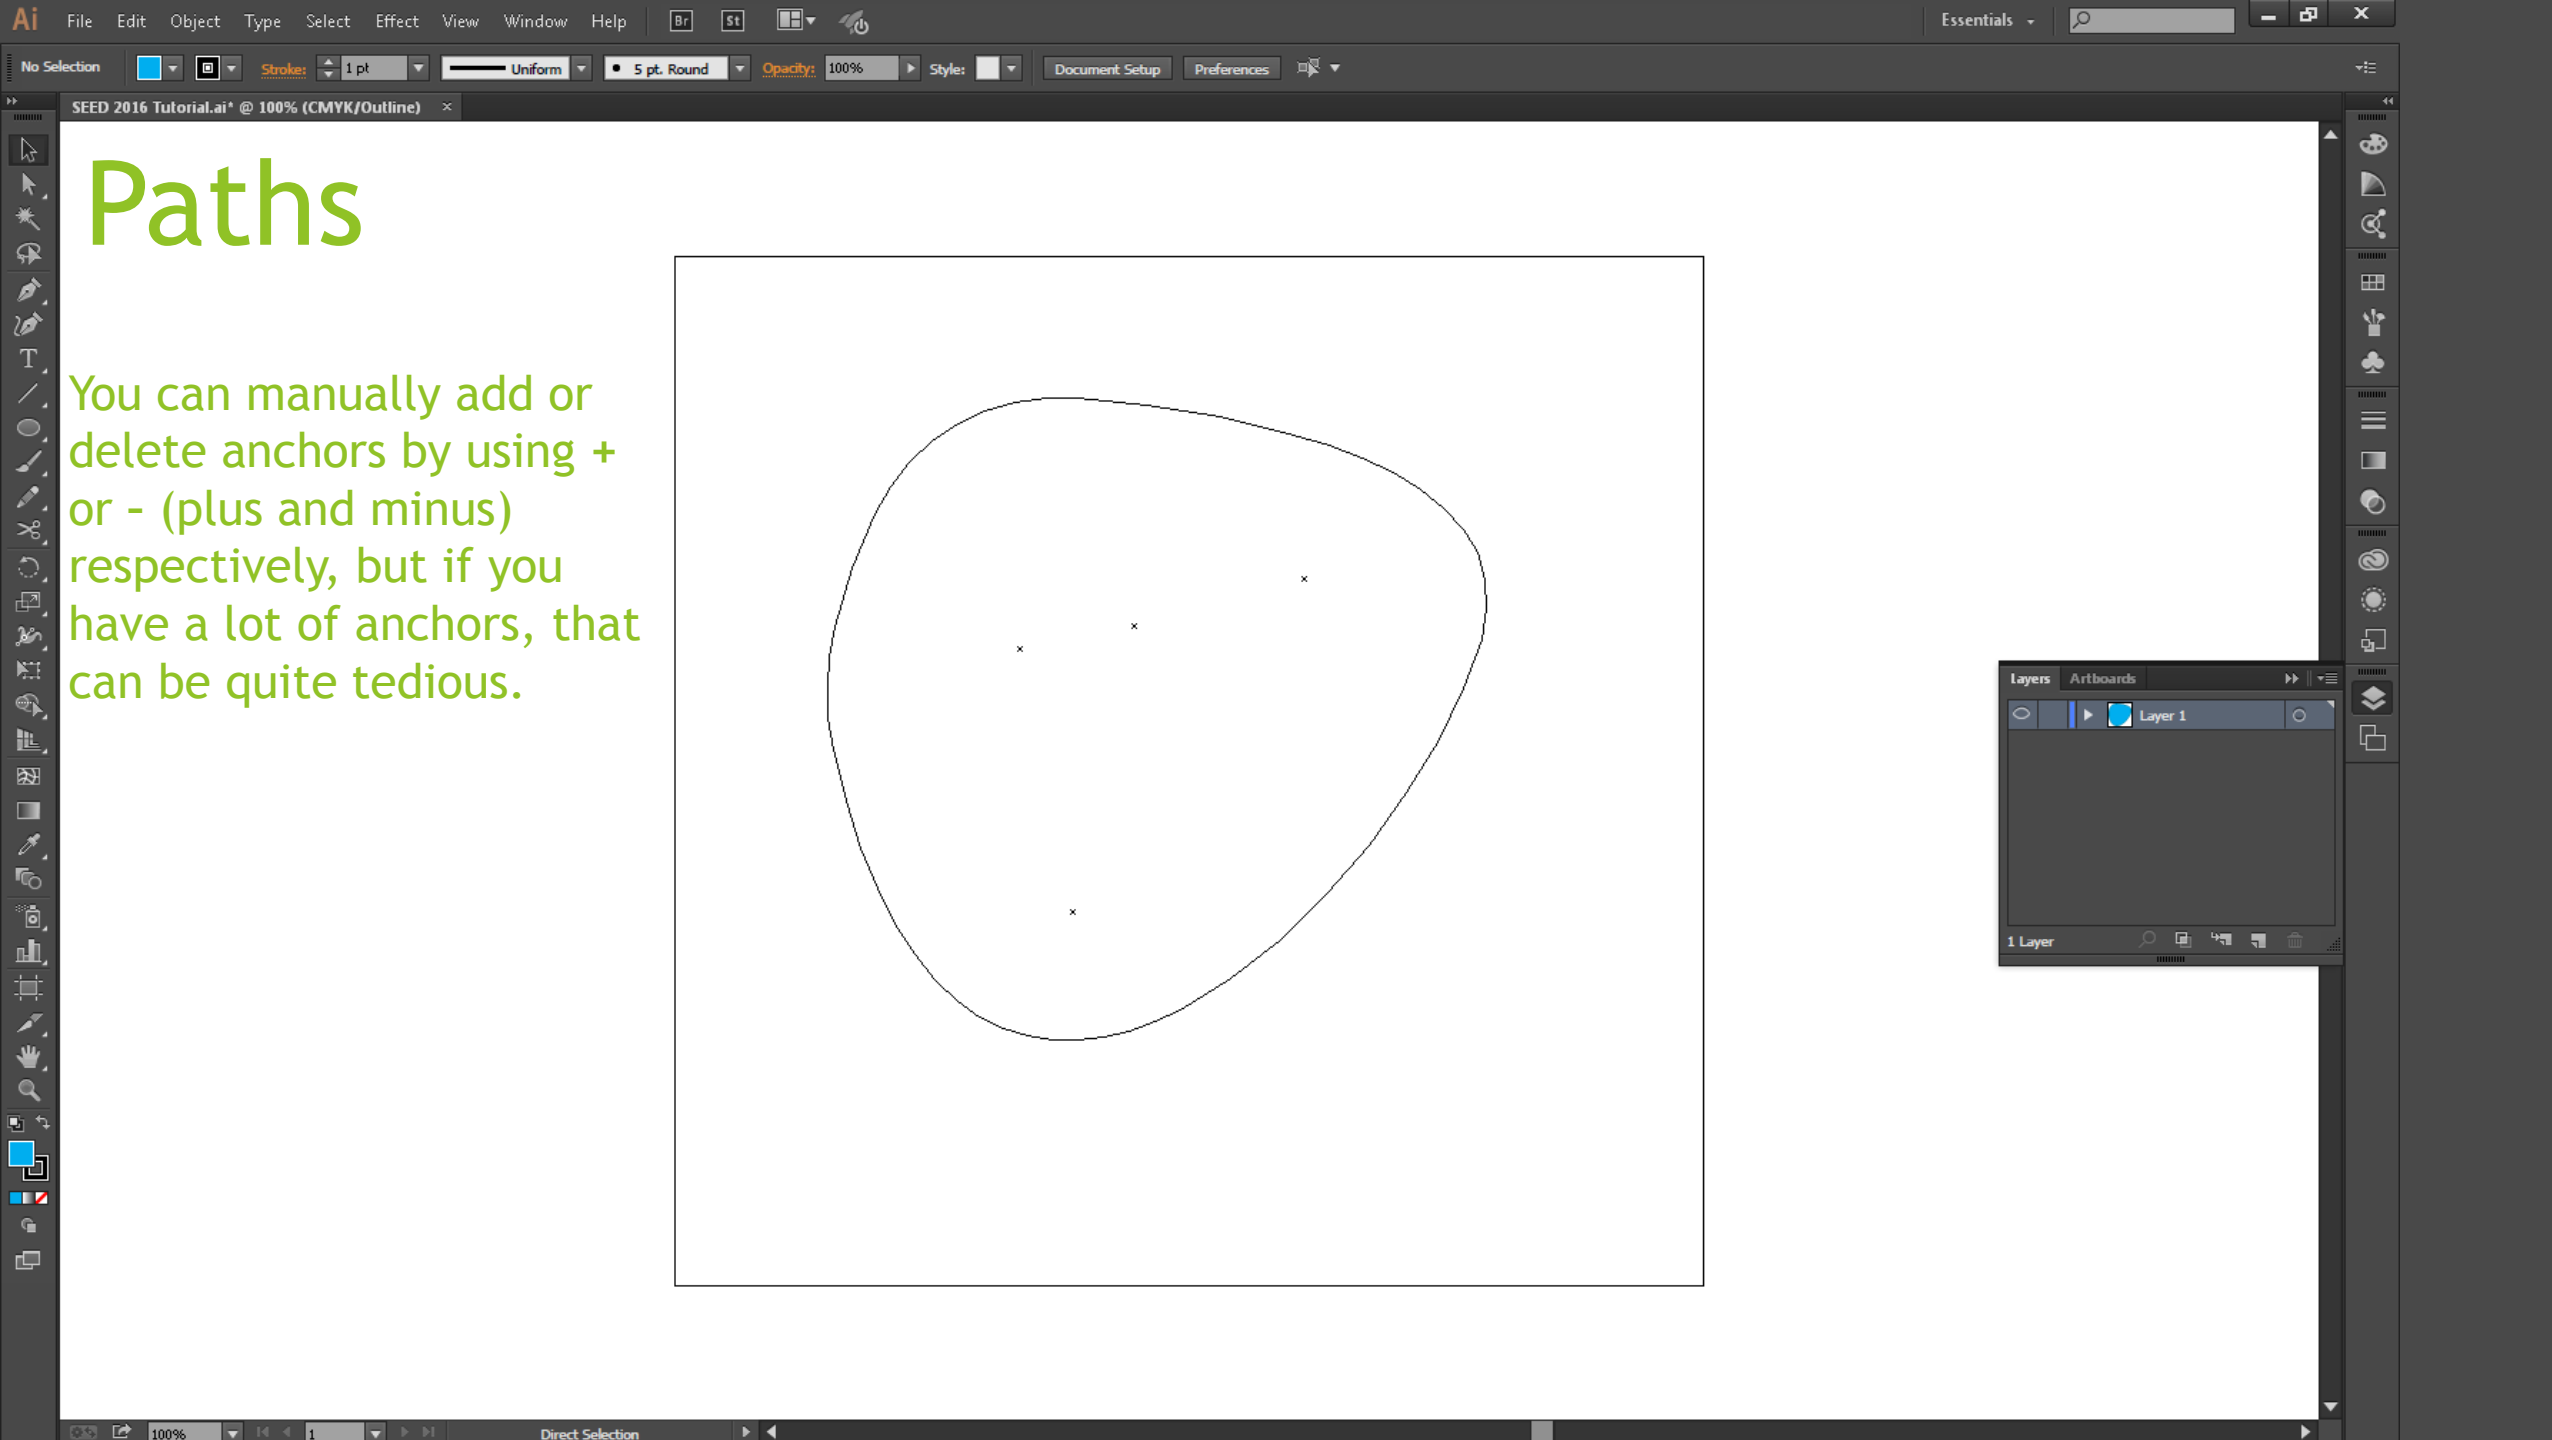 Ai File Edit Object Type Select Effect View Window Help Br St Essentials
No Selection Stroke: 1 pt Uniform 5 pt. Round Opacity: 100% Style: Document Setup Preferences
SEED 2016 Tutorial.ai* @ 100% (CMYK/Outline) ×
Paths
You can manually add or
delete anchors by using +
or – (plus and minus)
respectively, but if you
have a lot of anchors, that
can be quite tedious.
Layers Artboards
Layer 1
1 Layer
100% 1 Direct Selection